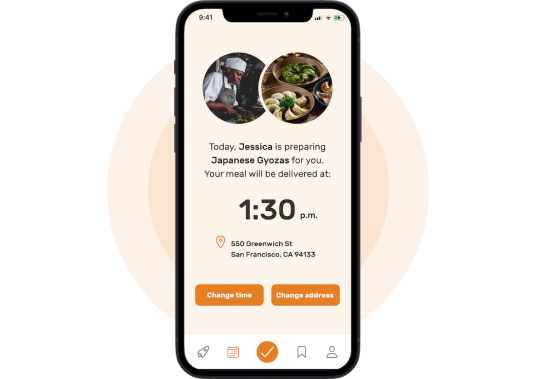 9:41
Today, Jessica is preparing
Japanese Gyozas for you.
Your meal will be delivered at:
1:30 p.m.
550 Greenwich St
San Francisco, CA 94133
Change time
Change address